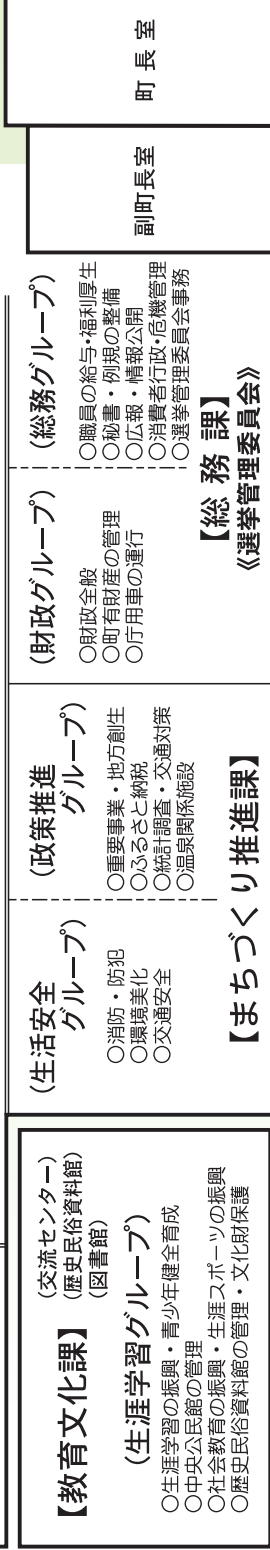 町長室
副町長室
(総務グループ)
○職員の給与・福利厚生
○秘書・例規の整備
○広報・情報公開
○消費者行政・危機管理
○選挙管理委員会事務
(財政グループ)
○財政全般
○町有財産の管理
○庁用車の運行
【総務課】
《選挙管理委員会》
(政策推進
グループ)
○重要事業・地方創生
○ふるさと納税
○統計調査・交通対策
○温泉関係施設
(生活安全
グループ)
○消防・防犯
○環境美化
○交通安全
【まちづくり推進課】
【教育文化課】
(交流センター)
(歴史民俗資料館)
(図書館)
(生涯学習グループ)
○生涯学習の振興・青少年健全育成
○中央公民館の管理
○社会教育の振興・生涯スポーツの振興
○歴史民俗資料館の管理・文化財保護